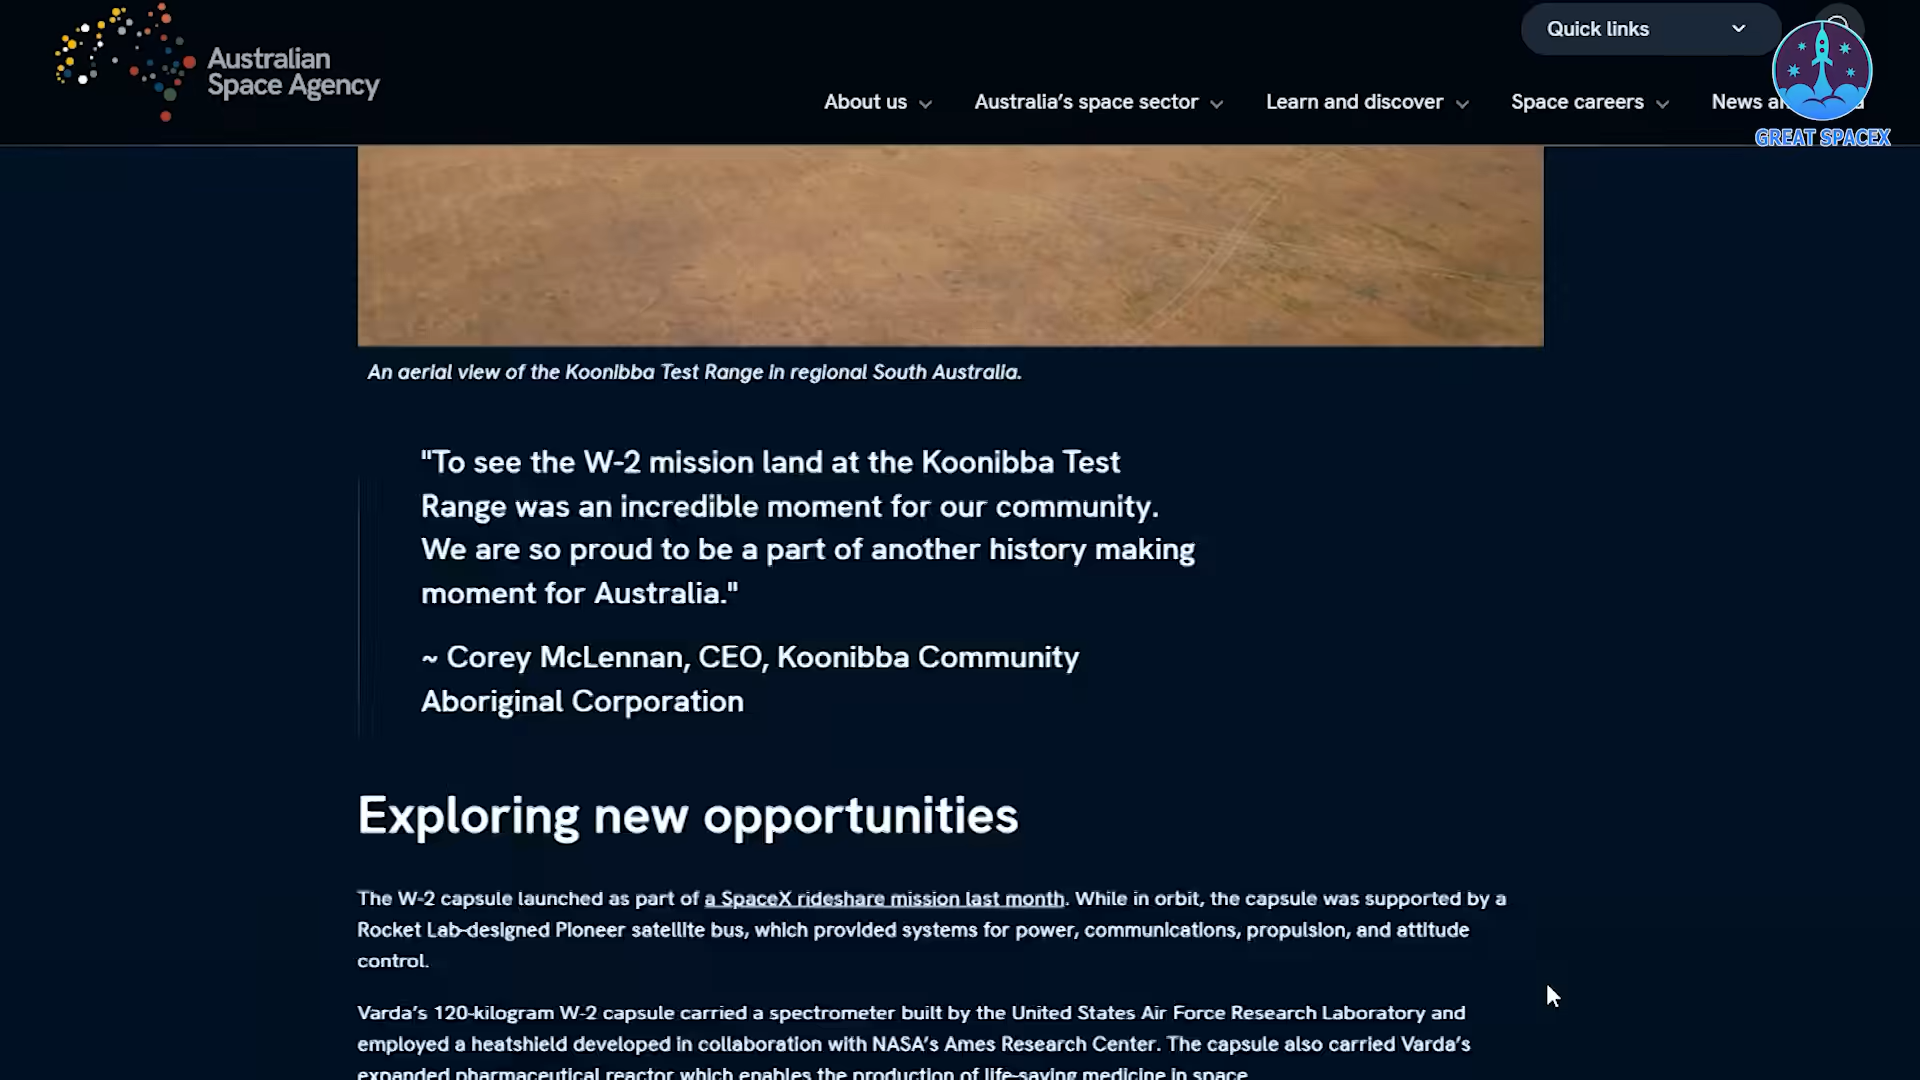 Australian
Space Agency
Quick links
About us
Australia's space sector
Learn and discover
Space careers
News
GREAT SPACEX
An aerial view of the Koonibba Test Range in regional South Australia.
"To see the W-2 mission land at the Koonibba Test
Range was an incredible moment for our community.
We are so proud to be a part of another history making
moment for Australia."
~ Corey McLennan, CEO, Koonibba Community
Aboriginal Corporation
Exploring new opportunities
The W-2 capsule launched as part of a SpaceX rideshare mission last month. While in orbit, the capsule was supported by a
Rocket Lab-designed Pioneer satellite bus, which provided systems for power, communications, propulsion, and attitude
control.
Varda's 120-kilogram W-2 capsule carried a spectrometer built by the United States Air Force Research Laboratory and
employed a heatshield developed in collaboration with NASA's Ames Research Center. The capsule also carried Varda's
expanded pharmaceutical reactor which enables the production of life-saving medicine in space